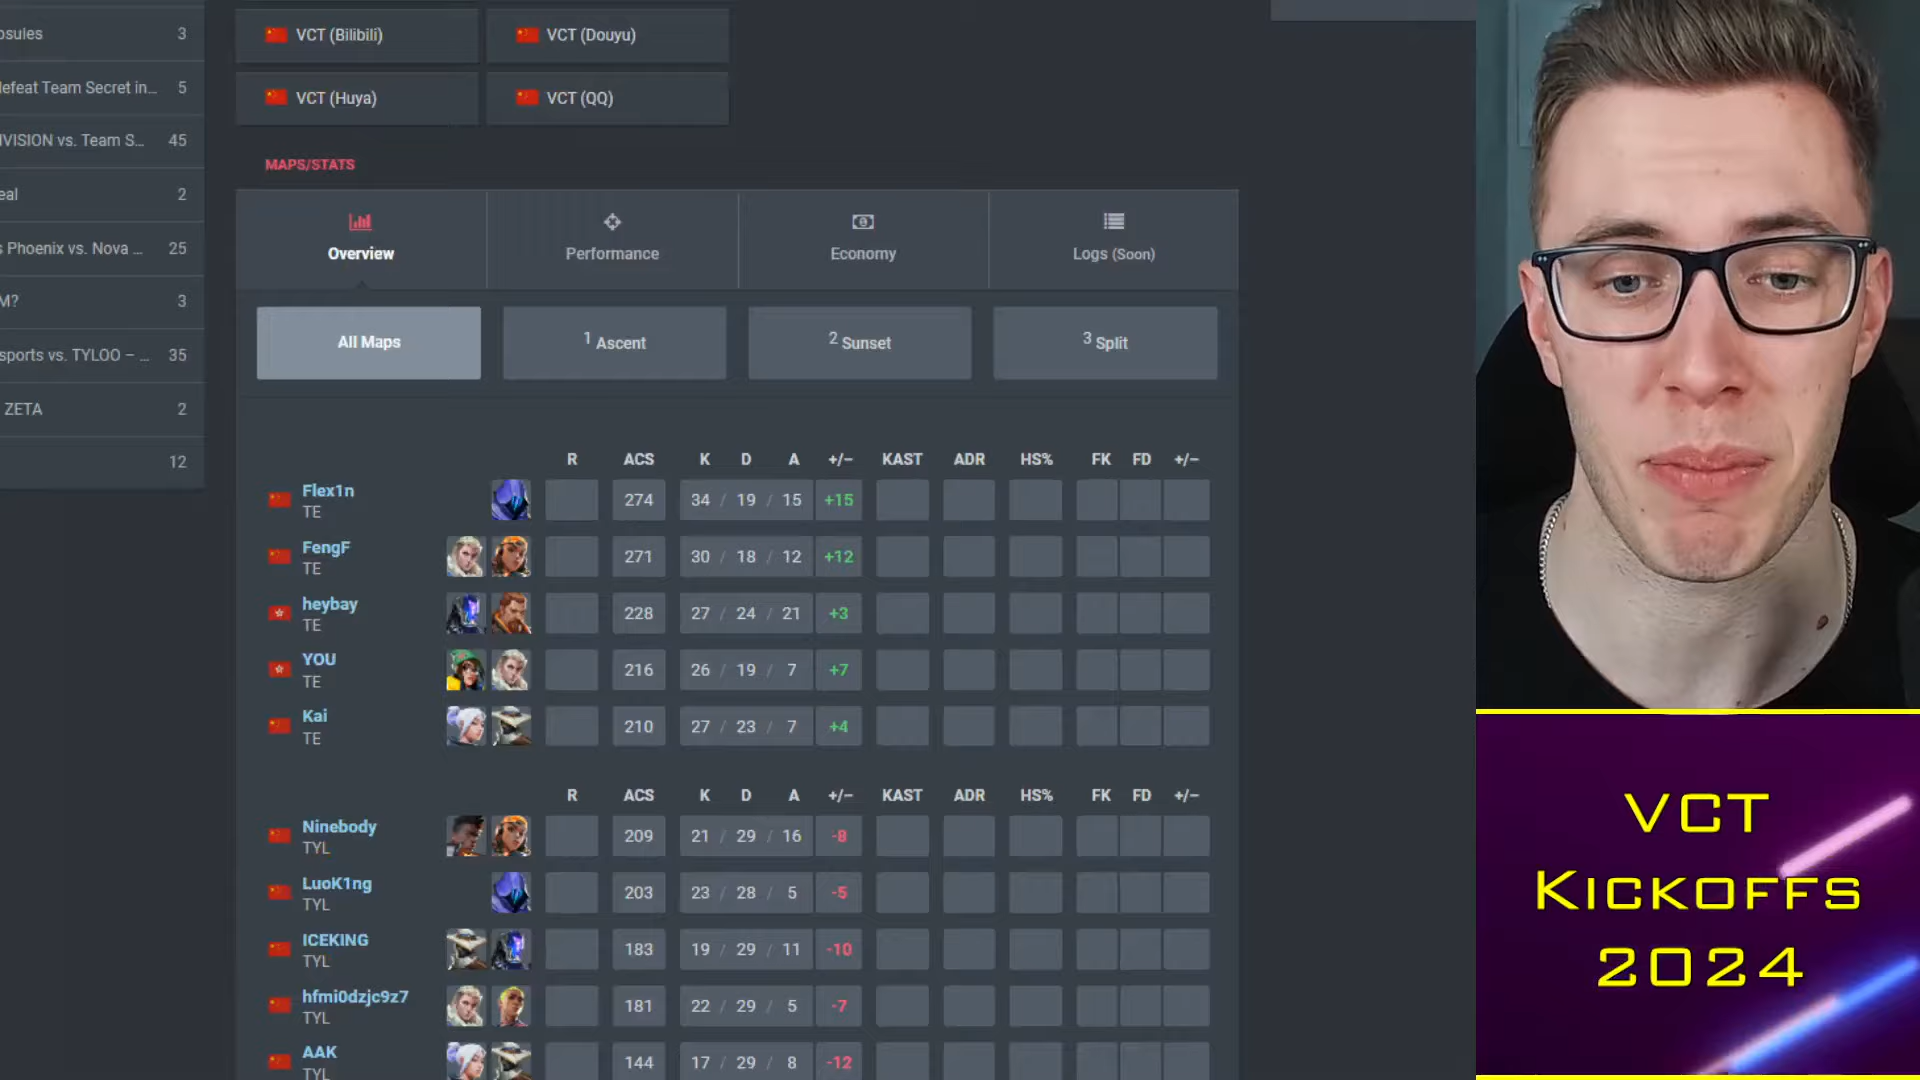 osules 3
VCT (Bilibili)
VCT (Douyu)
efeat Team Secret in... 5
VCT (Huya)
VCT (QQ)
IVISION vs. Team S... 45
MAPS/STATS
eal 2
s Phoenix vs. Nova ... 25
M? 3
sports vs. TYLOO – ... 35
ZETA 2
12
Overview
Performance
Economy
Logs (Soon)
All Maps
1 Ascent
2 Sunset
3 Split
R ACS K D A +/– KAST ADR HS% FK FD +/–
Flex1n 274 34 / 19 / 15 +15
TE
FengF 271 30 / 18 / 12 +12
TE
heybay 228 27 / 24 / 21 +3
TE
YOU 216 26 / 19 / 7 +7
TE
Kai 210 27 / 23 / 7 +4
TE
R ACS K D A +/– KAST ADR HS% FK FD +/–
Ninebody 209 21 / 29 / 16 -8
TYL
LuoK1ng 203 23 / 28 / 5 -5
TYL
ICEKING 183 19 / 29 / 11 -10
TYL
hfmi0dzjc9z7 181 22 / 29 / 5 -7
TYL
AAK 144 17 / 29 / 8 -12
TYL
VCT
KICKOFFS
2024